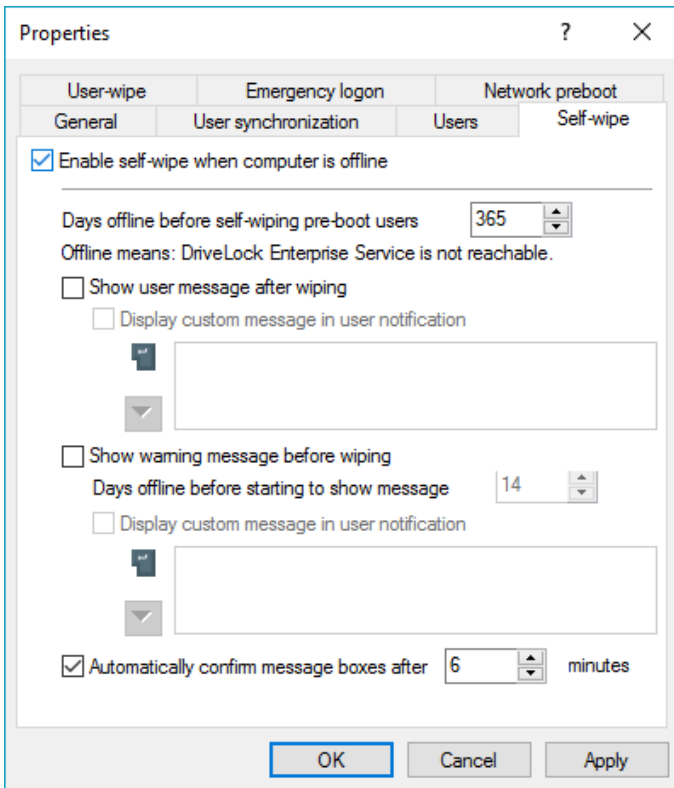 Properties
?
User-wipe Emergency logon Network preboot
General User synchronization Users Self-wipe
Enable self-wipe when computer is offline
Days offline before self-wiping pre-boot users 365
Offline means: DriveLock Enterprise Service is not reachable.
Show user message after wiping
Display custom message in user notification
Show warning message before wiping
Days offline before starting to show message 14
Display custom message in user notification
Automatically confirm message boxes after 6 minutes
OK Cancel Apply